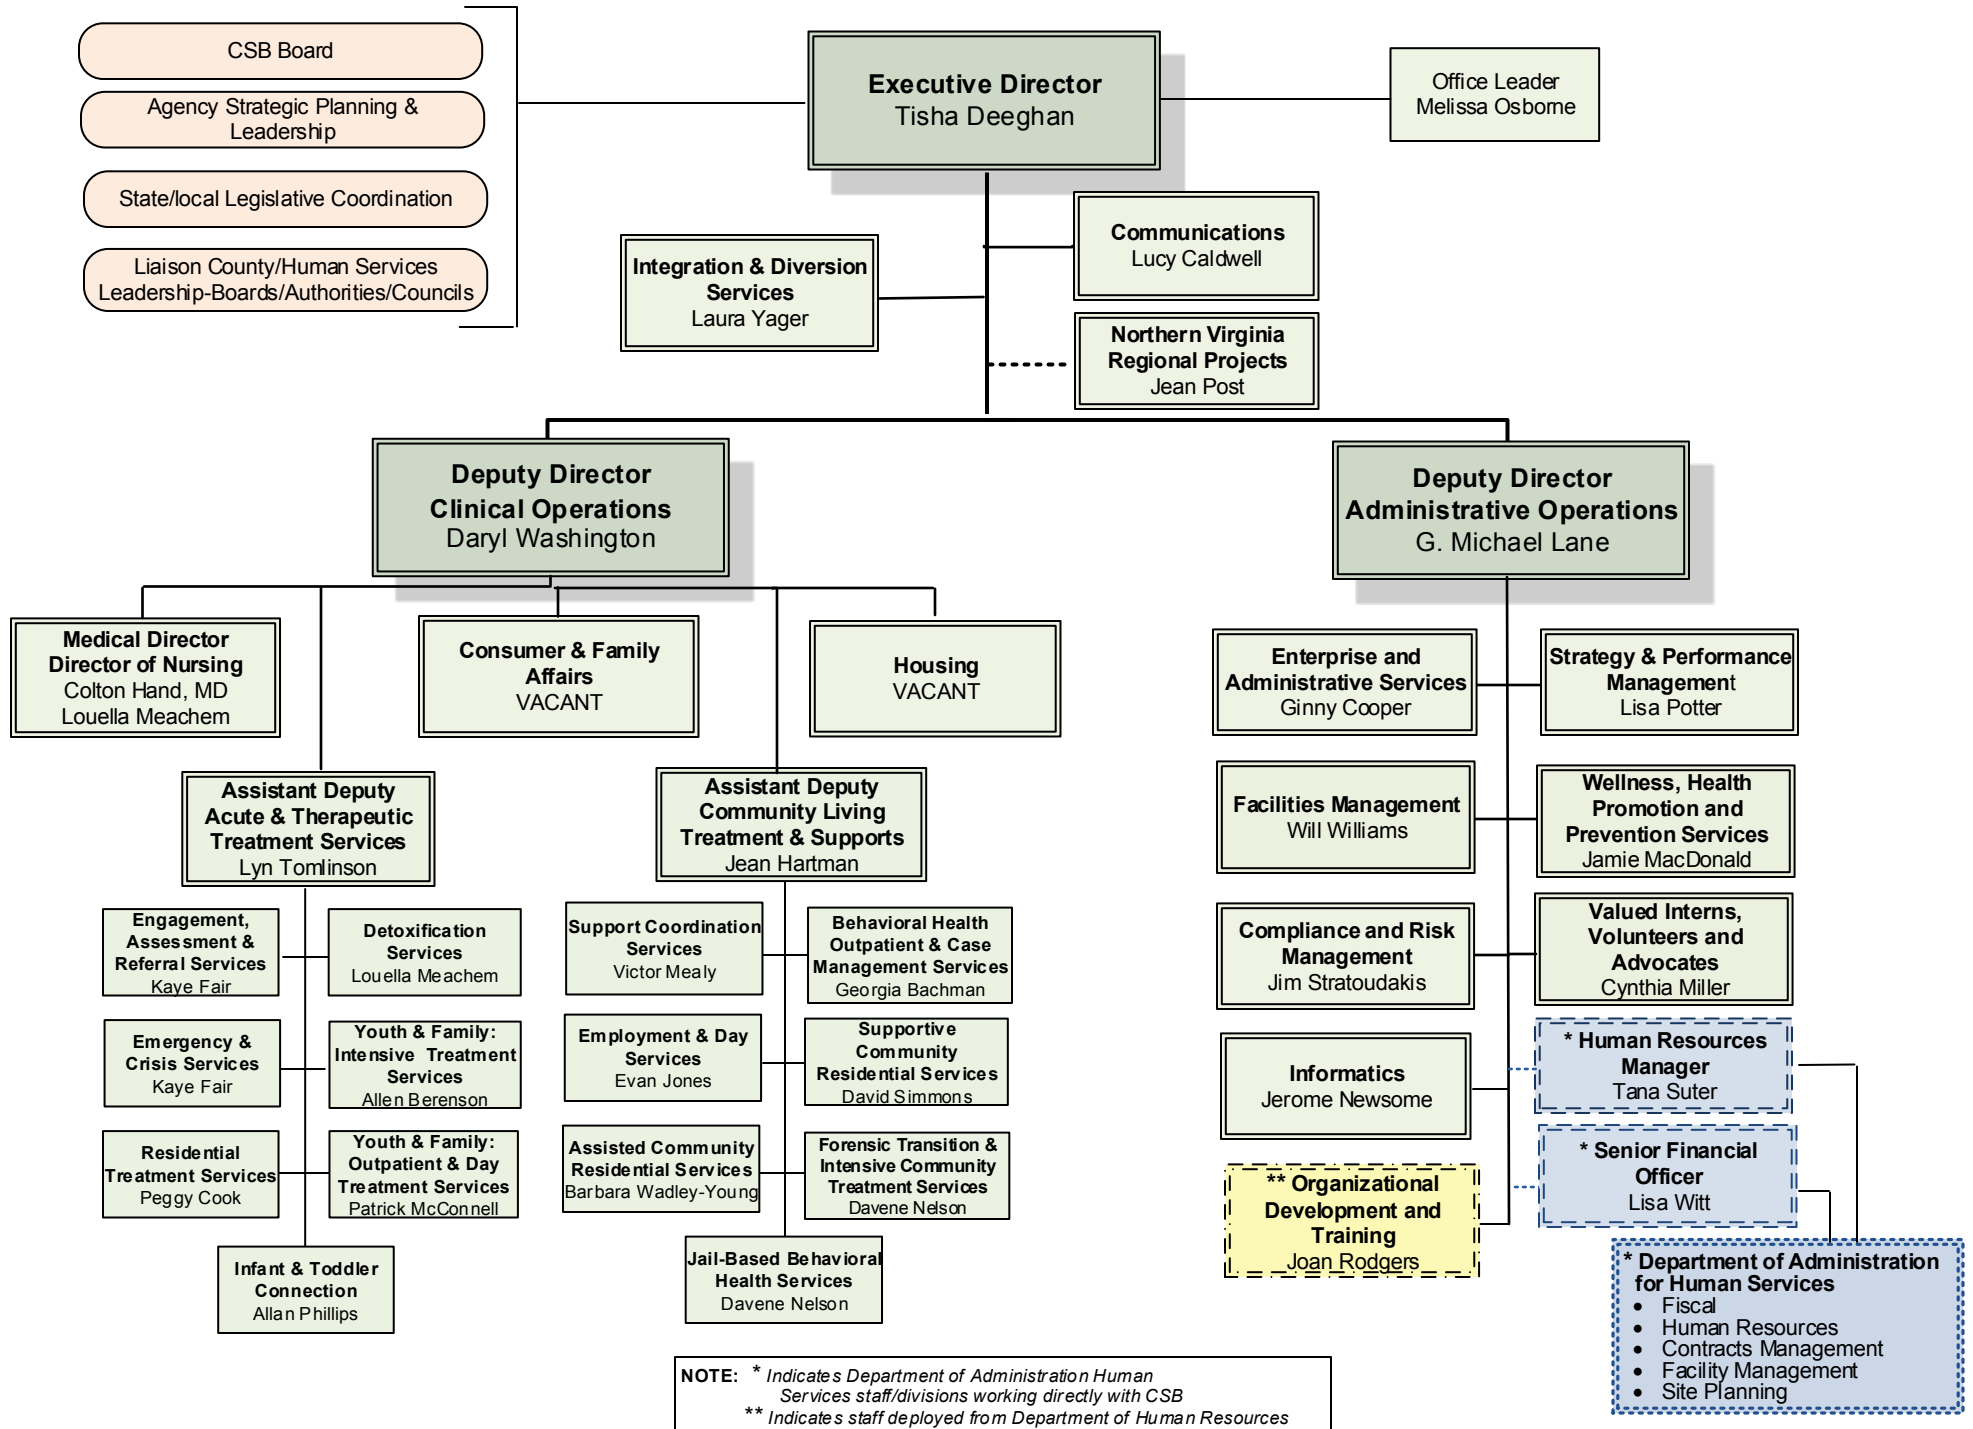 CSB Board
Agency Strategic Planning &
Leadership
State/local Legislative Coordination
Liaison County/Human Services
Leadership-Boards/Authorities/Councils
Executive Director
Tisha Deeghan
Office Leader
Melissa Osborne
Communications
Lucy Caldwell
Integration & Diversion
Services
Laura Yager
Northern Virginia
Regional Projects
Jean Post
Deputy Director
Clinical Operations
Daryl Washington
Deputy Director
Administrative Operations
G. Michael Lane
Medical Director
Director of Nursing
Colton Hand, MD
Louella Meachem
Consumer & Family
Affairs
VACANT
Housing
VACANT
Assistant Deputy
Acute & Therapeutic
Treatment Services
Lyn Tomlinson
Assistant Deputy
Community Living
Treatment & Supports
Jean Hartman
Engagement,
Assessment &
Referral Services
Kaye Fair
Detoxification
Services
Louella Meachem
Emergency &
Crisis Services
Kaye Fair
Youth & Family:
Intensive Treatment
Services
Allen Berenson
Residential
Treatment Services
Peggy Cook
Youth & Family:
Outpatient & Day
Treatment Services
Patrick McConnell
Infant & Toddler
Connection
Allan Phillips
Support Coordination
Services
Victor Mealy
Behavioral Health
Outpatient & Case
Management Services
Georgia Bachman
Employment & Day
Services
Evan Jones
Supportive
Community
Residential Services
David Simmons
Assisted Community
Residential Services
Barbara Wadley-Young
Forensic Transition &
Intensive Community
Treatment Services
Davene Nelson
Jail-Based Behavioral
Health Services
Davene Nelson
Enterprise and
Administrative Services
Ginny Cooper
Strategy & Performance
Management
Lisa Potter
Facilities Management
Will Williams
Wellness, Health
Promotion and
Prevention Services
Jamie MacDonald
Compliance and Risk
Management
Jim Stratoudakis
Valued Interns,
Volunteers and
Advocates
Cynthia Miller
Informatics
Jerome Newsome
* Human Resources
Manager
Tana Suter
* Senior Financial
Officer
Lisa Witt
** Organizational
Development and
Training
Joan Rodgers
* Department of Administration
for Human Services
• Fiscal
• Human Resources
• Contracts Management
• Facility Management
• Site Planning
NOTE: * Indicates Department of Administration Human
Services staff/divisions working directly with CSB
** Indicates staff deployed from Department of Human Resources